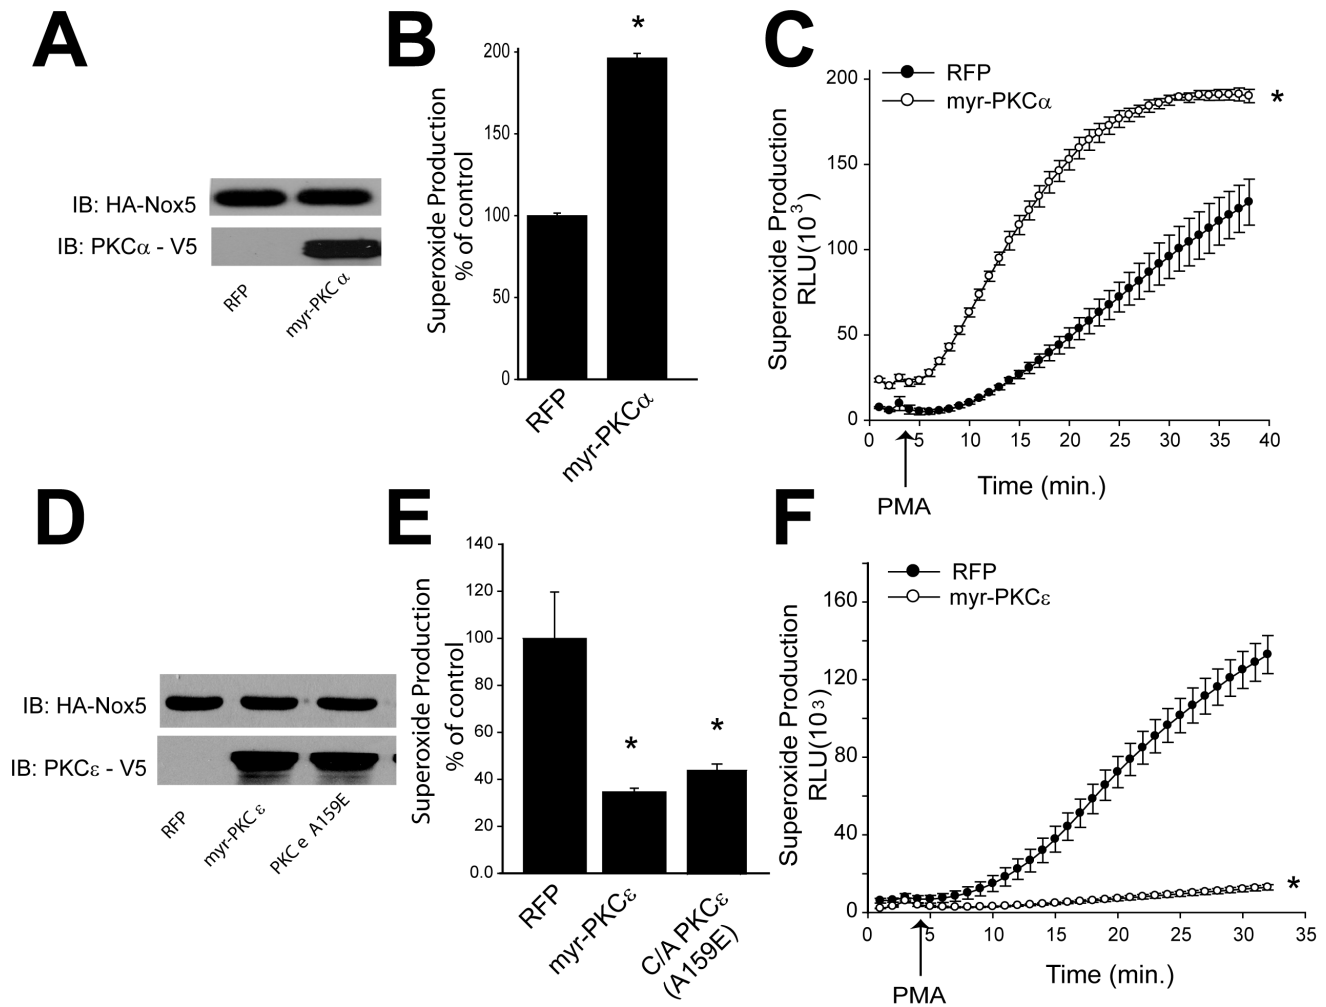 A
IB: HA-Nox5
IB: PKCα - V5
RFP
myr-PKC α
B
Superoxide Production
% of control
200
150
100
50
0
*
RFP
myr-PKCα
C
Superoxide Production
RLU(10³)
RFP
myr-PKCα
200
150
100
50
0
*
0 5 10 15 20 25 30 35 40
Time (min.)
PMA
D
IB: HA-Nox5
IB: PKCε - V5
RFP
myr-PKC ε
PKC e A159E
E
Superoxide Production
% of control
140
120
100
80
60
40
20
0.0
*
*
RFP
myr-PKCε
C/A PKCε
(A159E)
F
Superoxide Production
RLU(10³)
RFP
myr-PKCε
160
120
80
40
0
*
0 5 10 15 20 25 30 35
Time (min.)
PMA